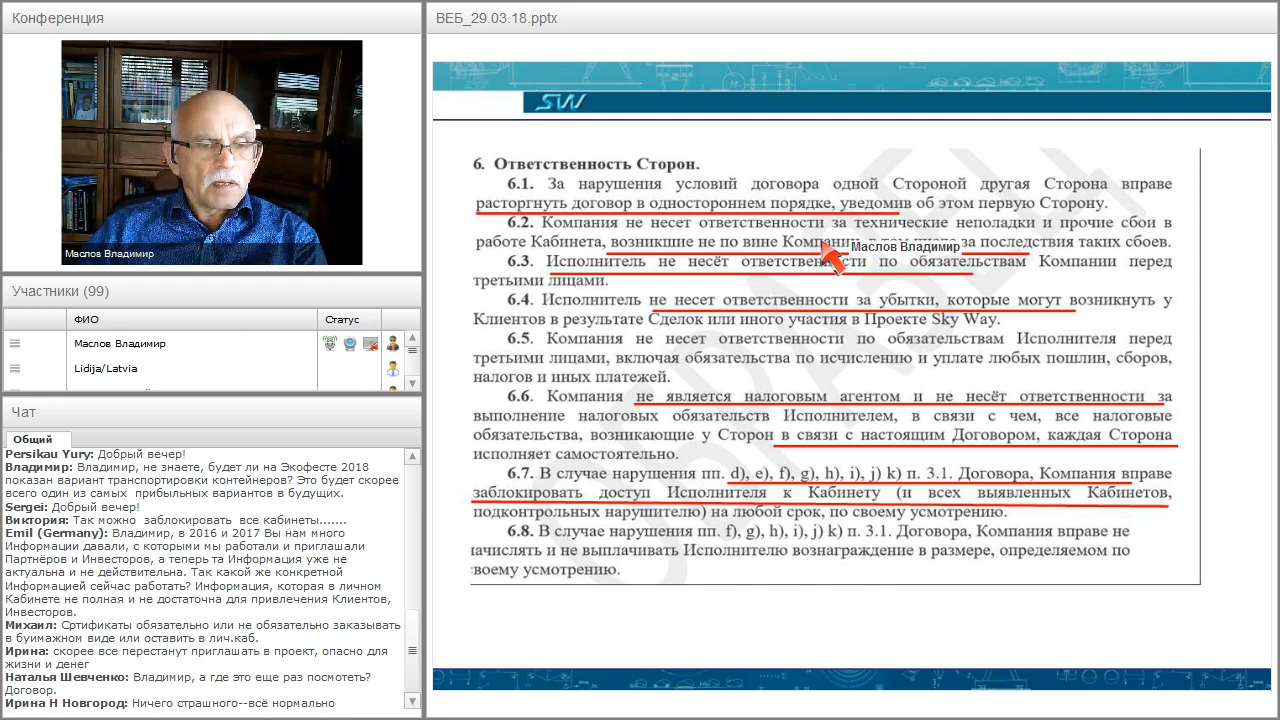 Конференция
Маслов Владимир
Участники (99)
ФИО
Статус
Маслов Владимир
Lidija/Latvia
Чат
Общий
Persikau Yury: Добрый вечер!
Владимир: Владимир, не знаете, будет ли на Экофесте 2018
показан вариант транспортировки контейнеров? Это будет скорее
всего один из самых прибыльных вариантов в будущих.
Sergei: Добрый вечер!
Виктория: Так можно заблокировать все кабинеты.......
Emil (Germany): Владимир, в 2016 и 2017 Вы нам много
Информации давали, с которыми мы работали и приглашали
Партнёров и Инвесторов, а теперь та Информация уже не
актуальна и не действительна. Так какой же конкретной
Информацией сейчас работать? Информация, которая в личном
Кабинете не полная и не достаточна для привлечения Клиентов,
Инвесторов.
Михаил: Сртификаты обязательно или не обязательно заказывать
в буимажном виде или оставить в лич.каб.
Ирина: скорее все перестанут приглашать в проект, опасно для
жизни и денег
Наталья Шевченко: Владимир, а где это еще раз посмотеть?
Договор.
Ирина Н Новгород: Ничего страшного--всё нормально
ВЕБ_29.03.18.pptx
SW
6. Ответственность Сторон.
6.1. За нарушения условий договора одной Стороной другая Сторона вправе
расторгнуть договор в одностороннем порядке, уведомив об этом первую Сторону.
6.2. Компания не несет ответственности за технические неполадки и прочие сбои в
работе Кабинета, возникшие не по вине Компании, в том числе за последствия таких сбоев.
Маслов Владимир
6.3. Исполнитель не несёт ответственности по обязательствам Компании перед
третьими лицами.
6.4. Исполнитель не несет ответственности за убытки, которые могут возникнуть у
Клиентов в результате Сделок или иного участия в Проекте Sky Way.
6.5. Компания не несет ответственности по обязательствам Исполнителя перед
третьими лицами, включая обязательства по исчислению и уплате любых пошлин, сборов,
налогов и иных платежей.
6.6. Компания не является налоговым агентом и не несёт ответственности за
выполнение налоговых обязательств Исполнителем, в связи с чем, все налоговые
обязательства, возникающие у Сторон в связи с настоящим Договором, каждая Сторона
исполняет самостоятельно.
6.7. В случае нарушения пп. d), e), f), g), h), i), j) k) п. 3.1. Договора, Компания вправе
заблокировать доступ Исполнителя к Кабинету (и всех выявленных Кабинетов,
подконтрольных нарушителю) на любой срок, по своему усмотрению.
6.8. В случае нарушения пп. f), g), h), i), j) k) п. 3.1. Договора, Компания вправе не
начислять и не выплачивать Исполнителю вознаграждение в размере, определяемом по
своему усмотрению.
ОБРАЗЕЦ